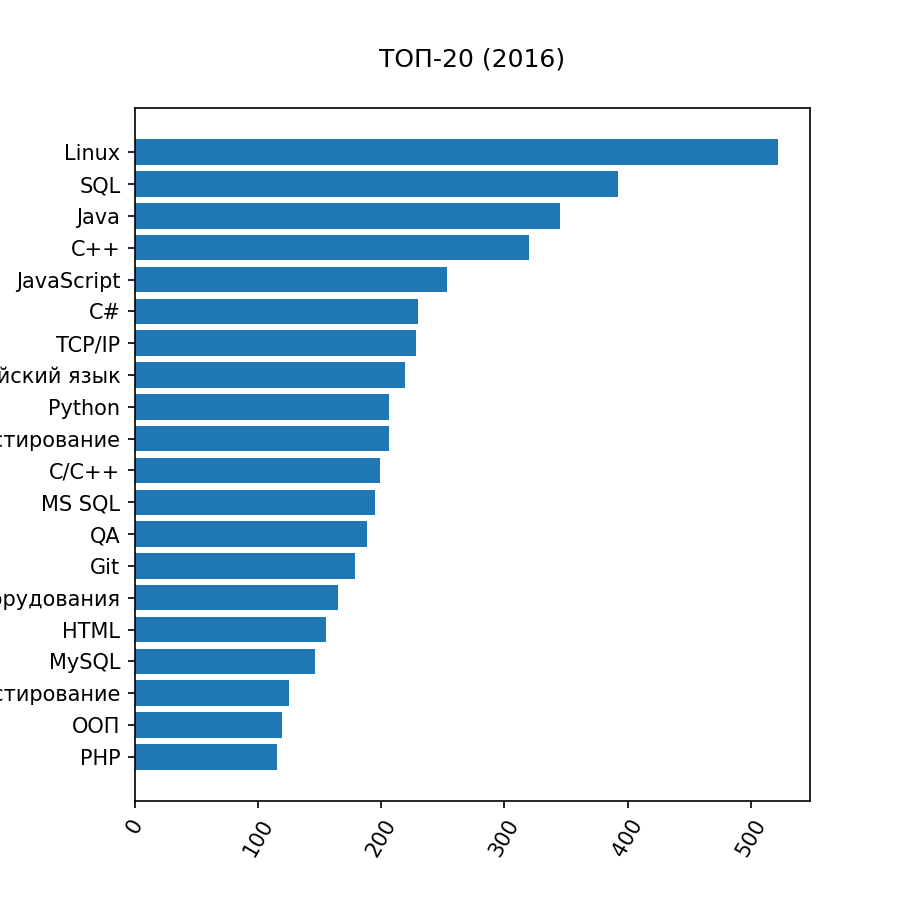 ТОП-20 (2016)
Linux
SQL
Java
C++
JavaScript
C#
TCP/IP
йский язык
Python
стирование
C/C++
MS SQL
QA
Git
орудования
HTML
MySQL
стирование
ООП
PHP
0 100 200 300 400 500